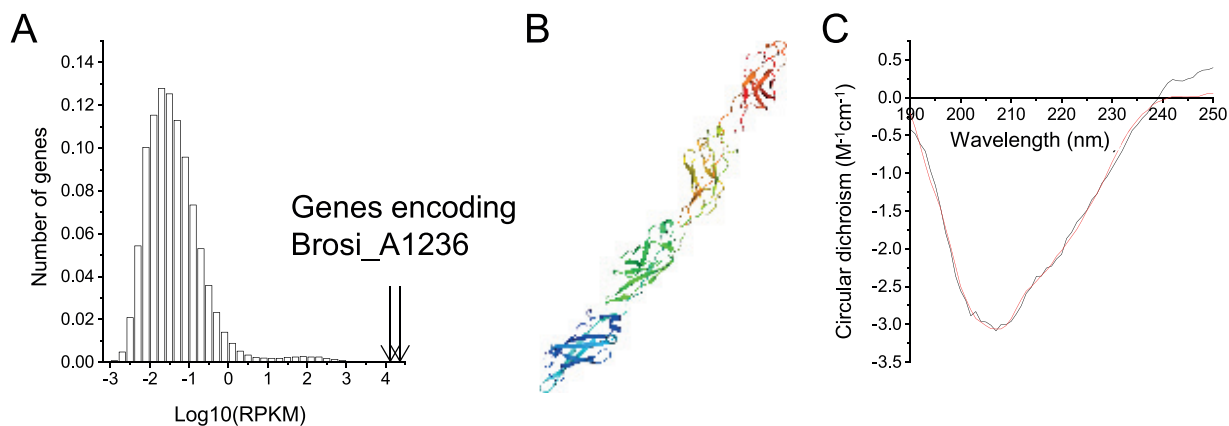 A
B
C
0.14
0.12
0.10
0.08
0.06
0.04
0.02
0.00
Number of genes
-3 -2 -1 0 1 2 3 4
Log10(RPKM)
Genes encoding
Brosi_A1236
0.5
0.0
-0.5
-1.0
-1.5
-2.0
-2.5
-3.0
-3.5
Circular dichroism (M-1cm-1)
190 200 210 220 230 240 250
Wavelength (nm)